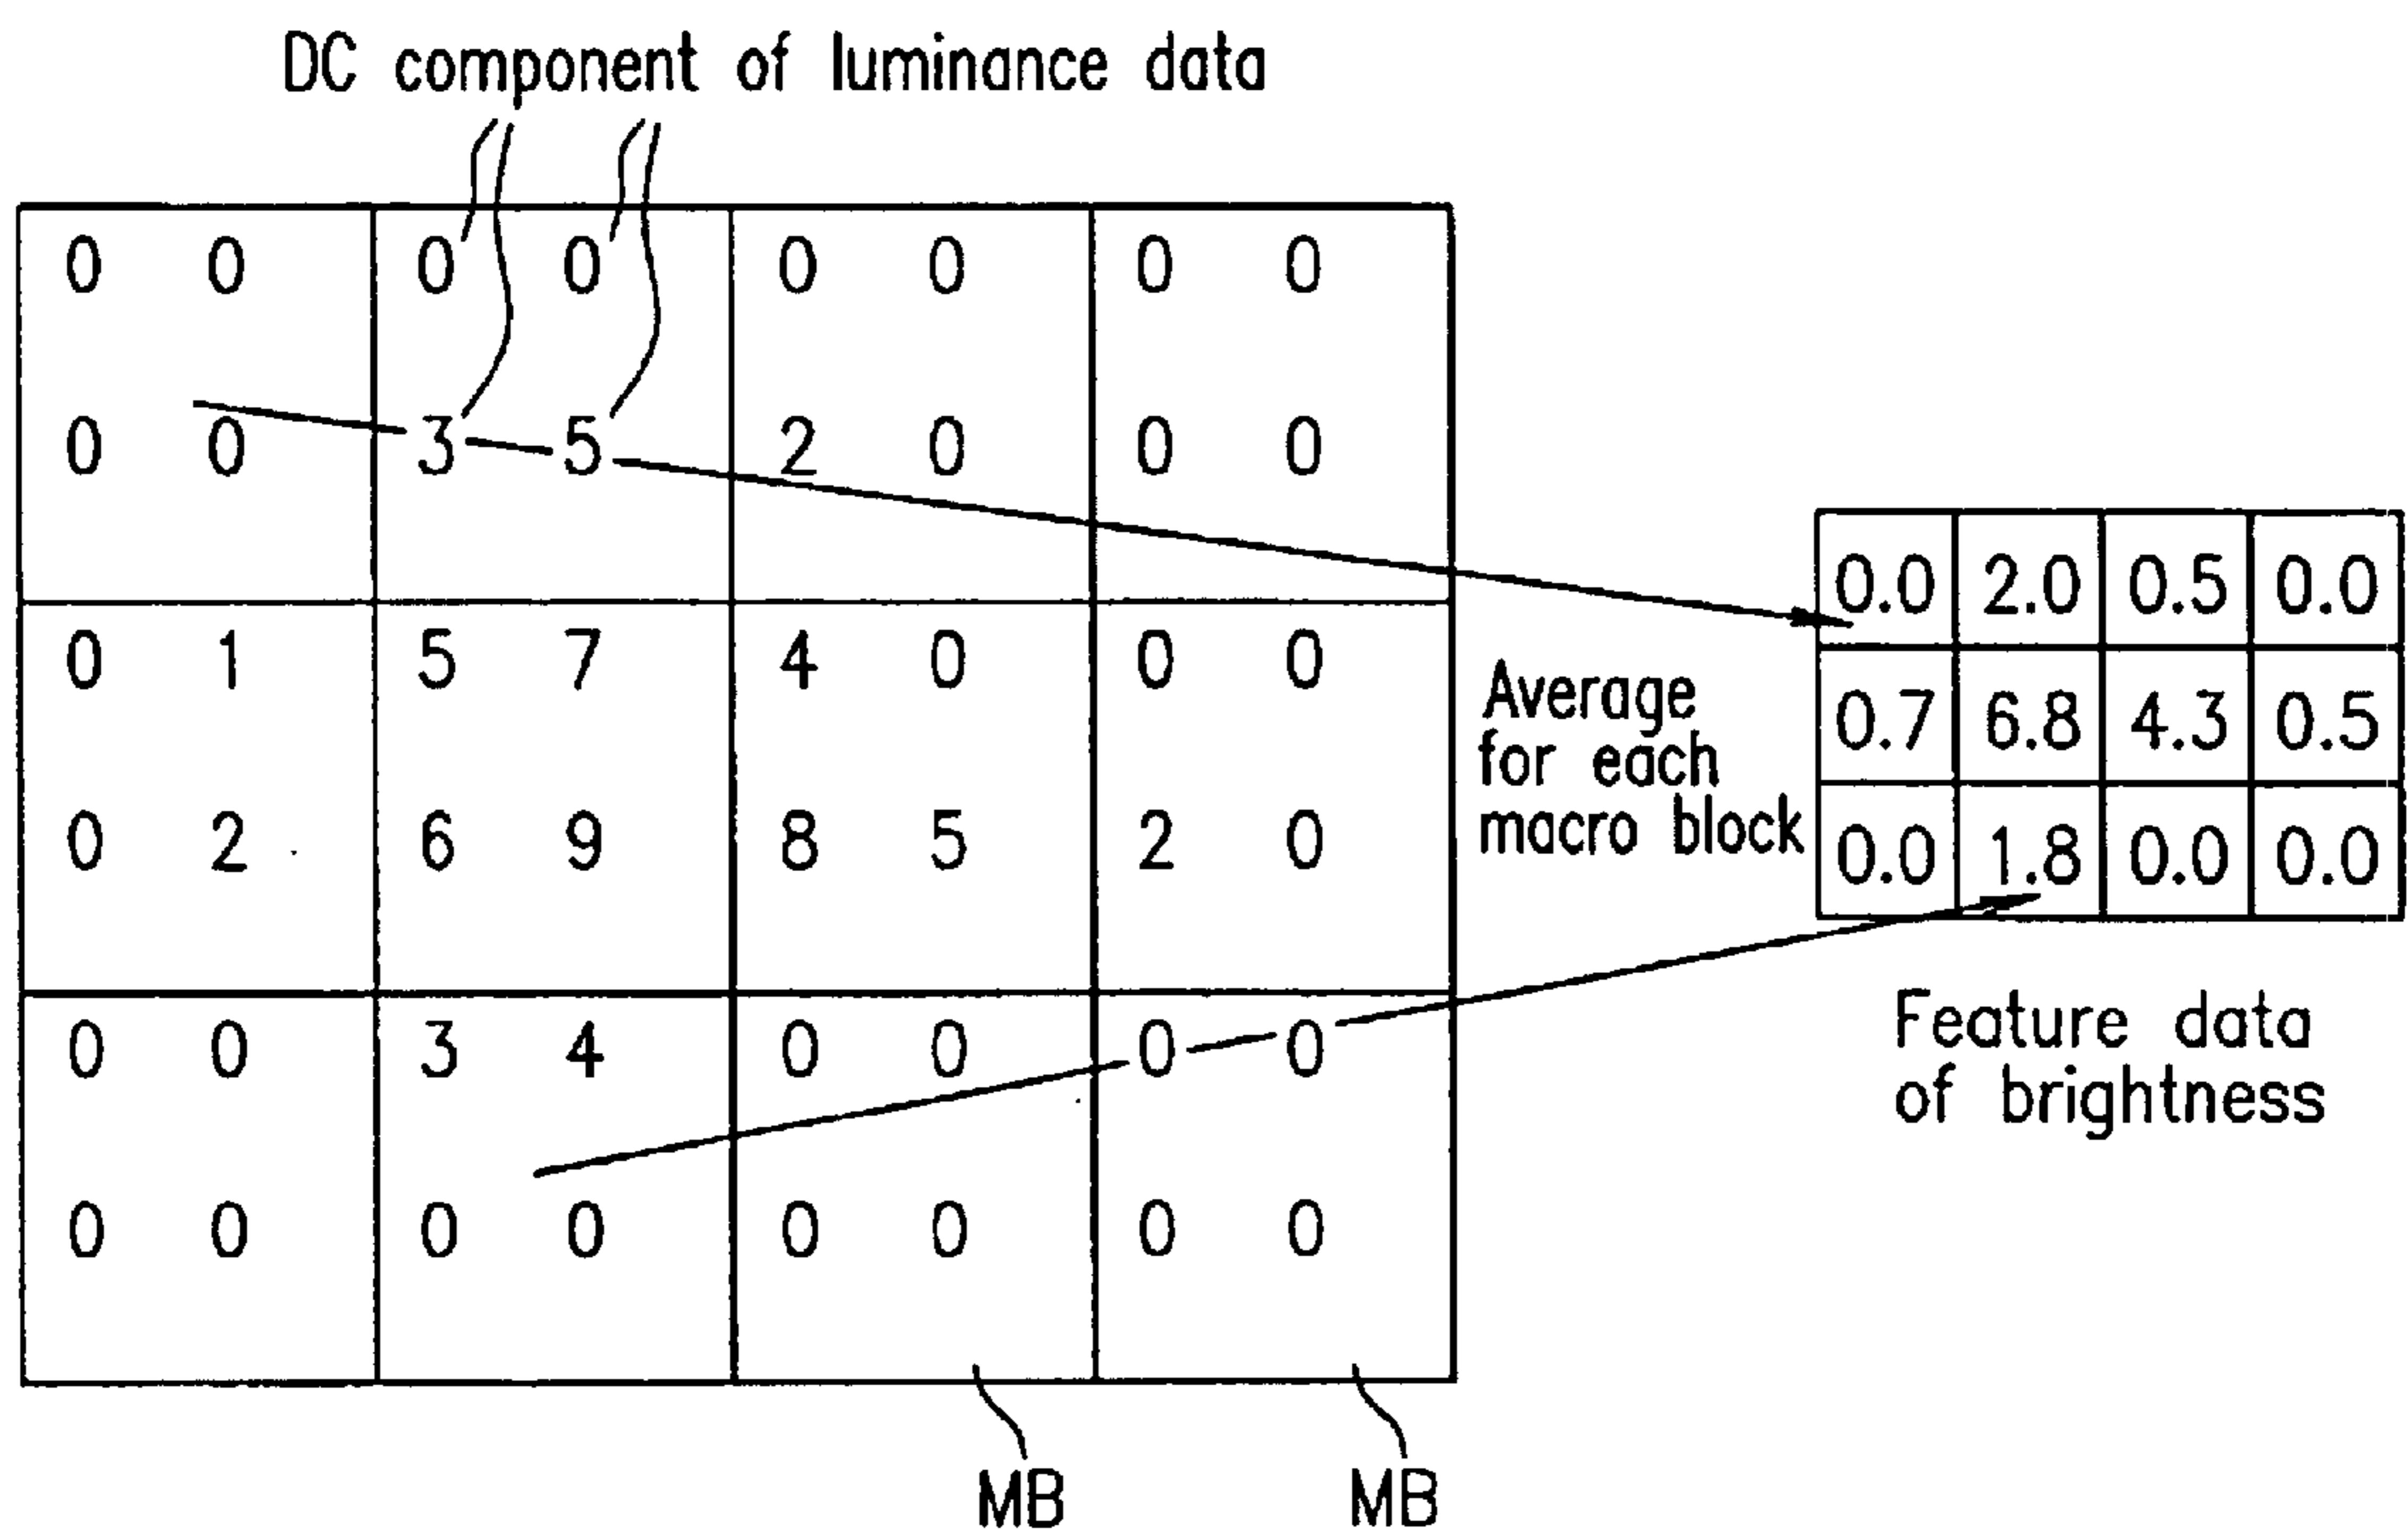 DC component of luminance data
0 0 0 0 0 0 0 0
0 0 3 5 2 0 0 0
0 1 5 7 4 0 0 0
0 2 6 9 8 5 2 0
0 0 3 4 0 0 0 0
0 0 0 0 0 0 0 0
MB MB
Average
for each
macro block
0.0 2.0 0.5 0.0
0.7 6.8 4.3 0.5
0.0 1.8 0.0 0.0
Feature data
of brightness